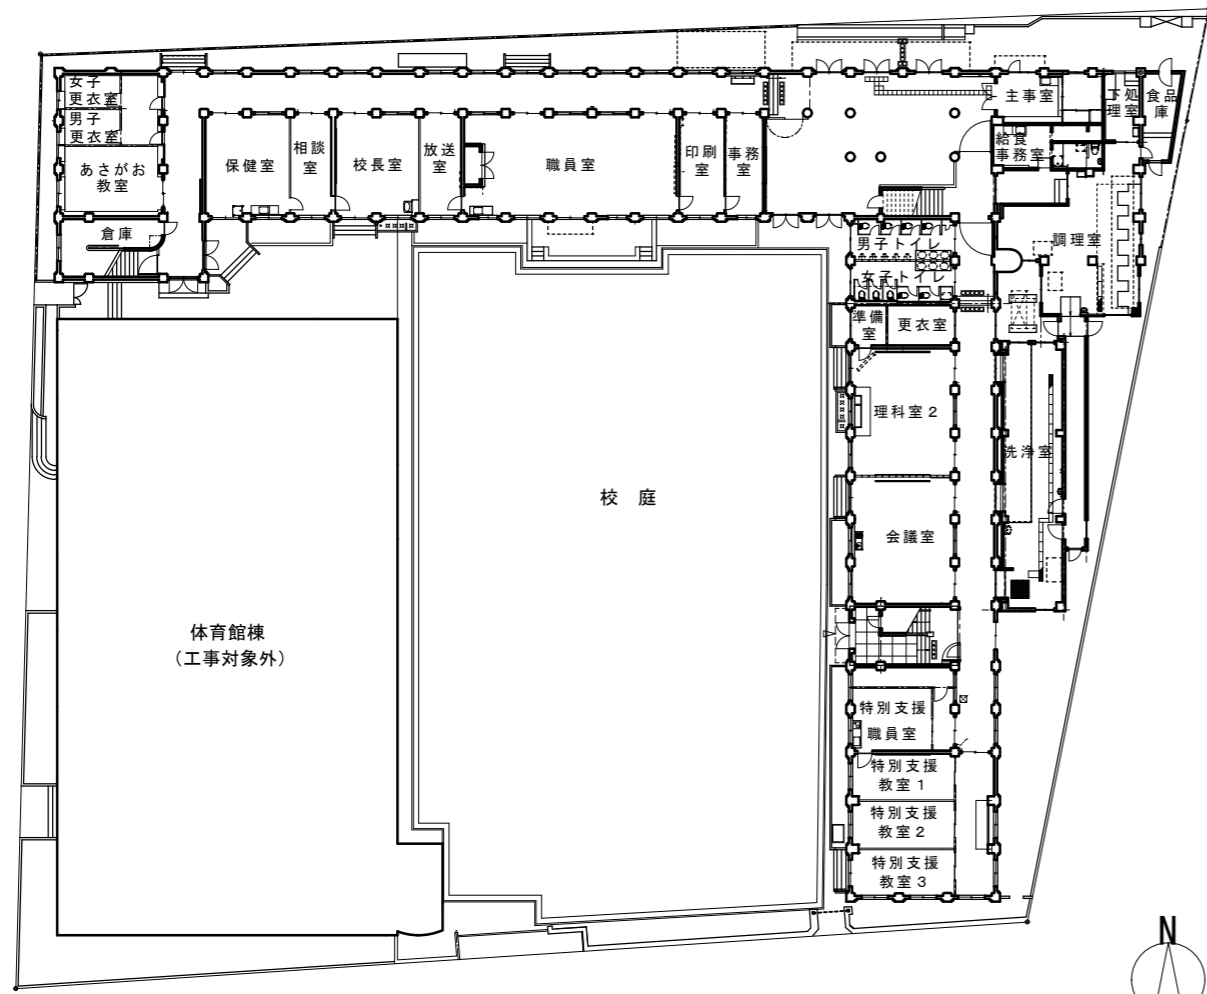 女子
更衣室
男子
更衣室
あさがお
教室
倉庫
保健室
相談
室
校長室
放送
室
職員室
印刷
室
事務
室
主事室
下処
理室
食品
庫
給食
事務室
調理室
男子トイレ
女子トイレ
準備
室
更衣室
理科室2
洗浄室
会議室
校 庭
体育館棟
(工事対象外)
特別支援
職員室
特別支援
教室1
特別支援
教室2
特別支援
教室3
N